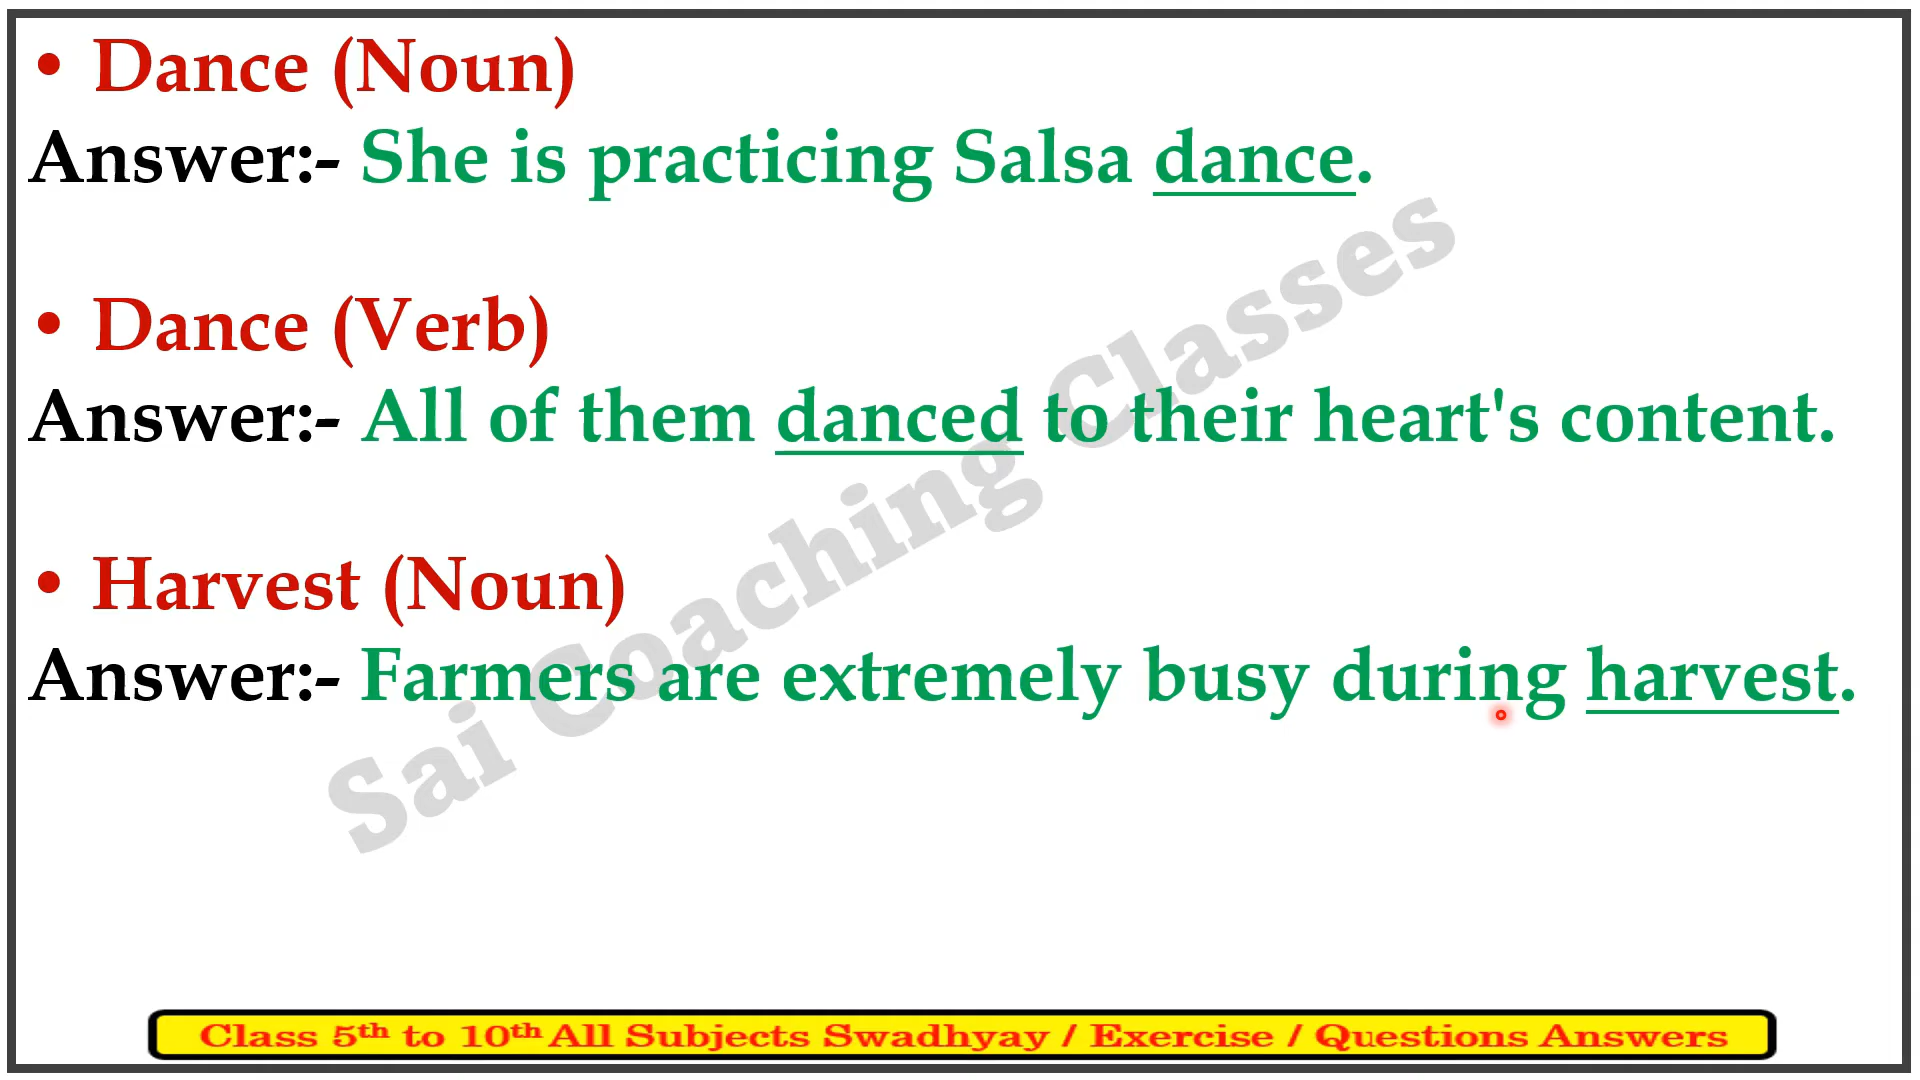 • Dance (Noun)
Answer:- She is practicing Salsa dance.
• Dance (Verb)
Answer:- All of them danced to their heart's content.
• Harvest (Noun)
Answer:- Farmers are extremely busy during harvest.
Sai Coaching Classes
Class 5th to 10th All Subjects Swadhyay / Exercise / Questions Answers